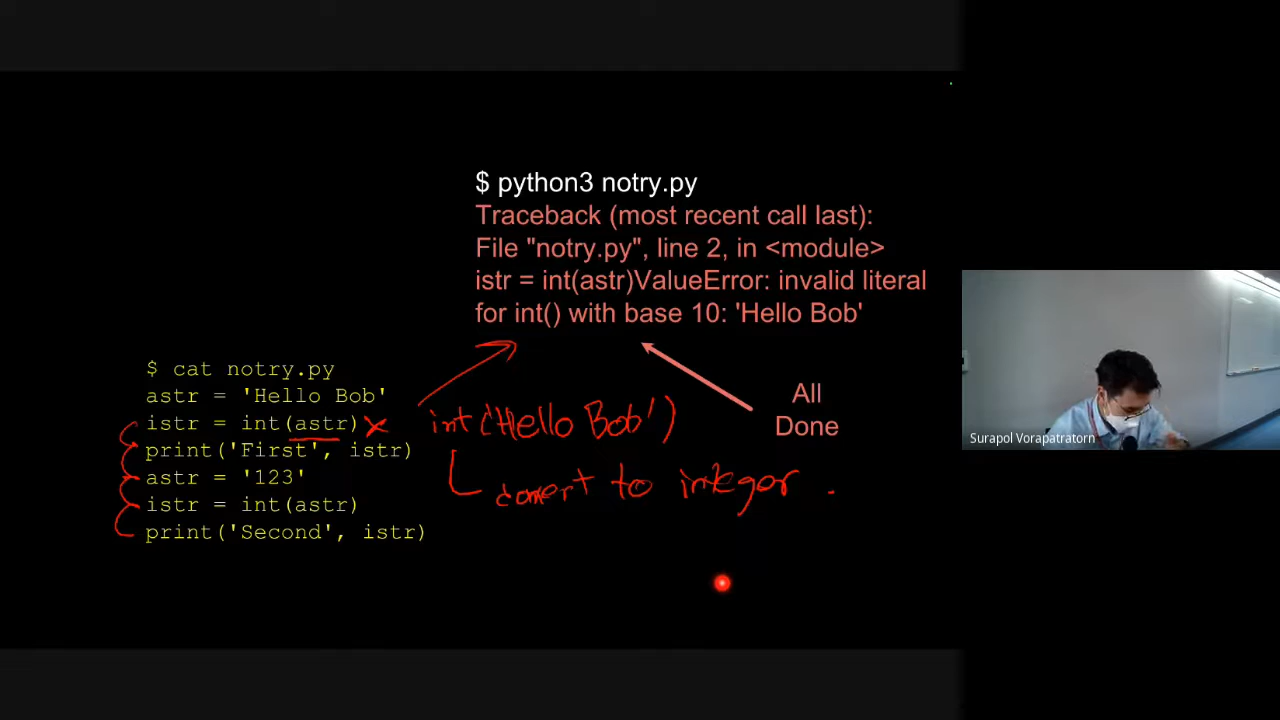 $ python3 notry.py
Traceback (most recent call last):
File "notry.py", line 2, in <module>
istr = int(astr)ValueError: invalid literal
for int() with base 10: 'Hello Bob'
$ cat notry.py
astr = 'Hello Bob'
istr = int(astr)
print('First', istr)
astr = '123'
istr = int(astr)
print('Second', istr)
int('Hello Bob')
convert to integer.
All
Done
Surapol Vorapatratorn